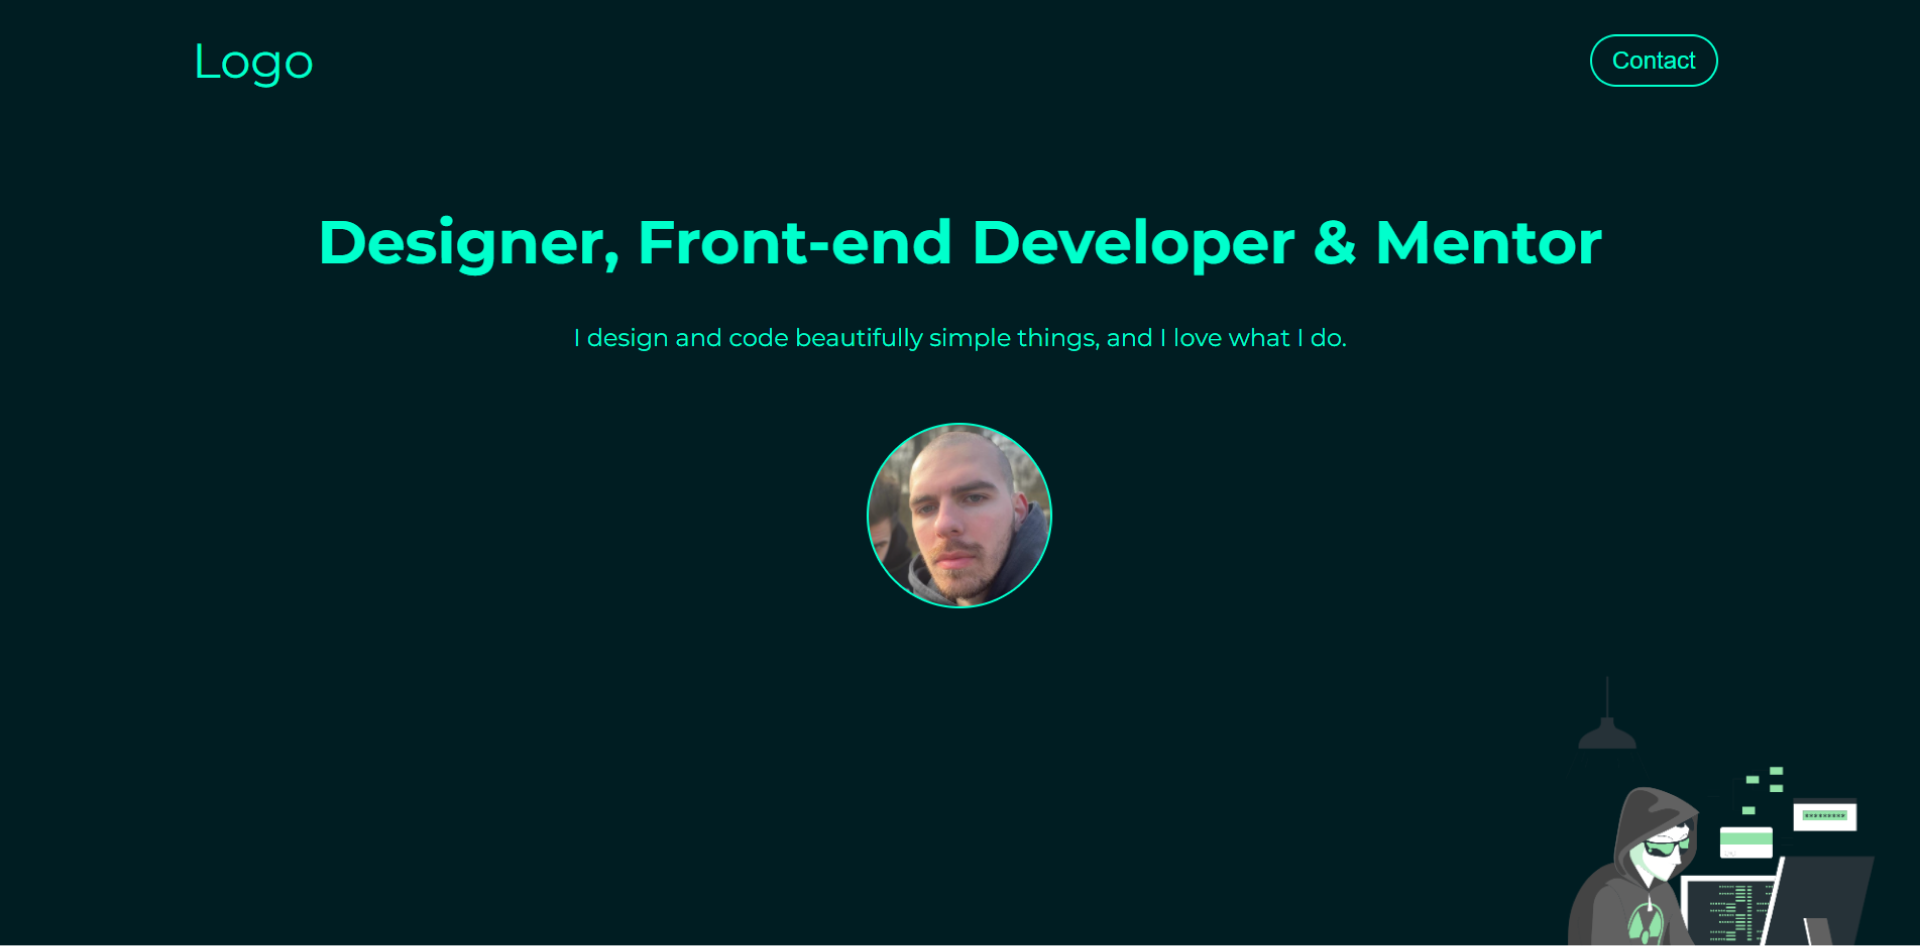 Logo
Contact
Designer, Front-end Developer & Mentor
I design and code beautifully simple things, and I love what I do.